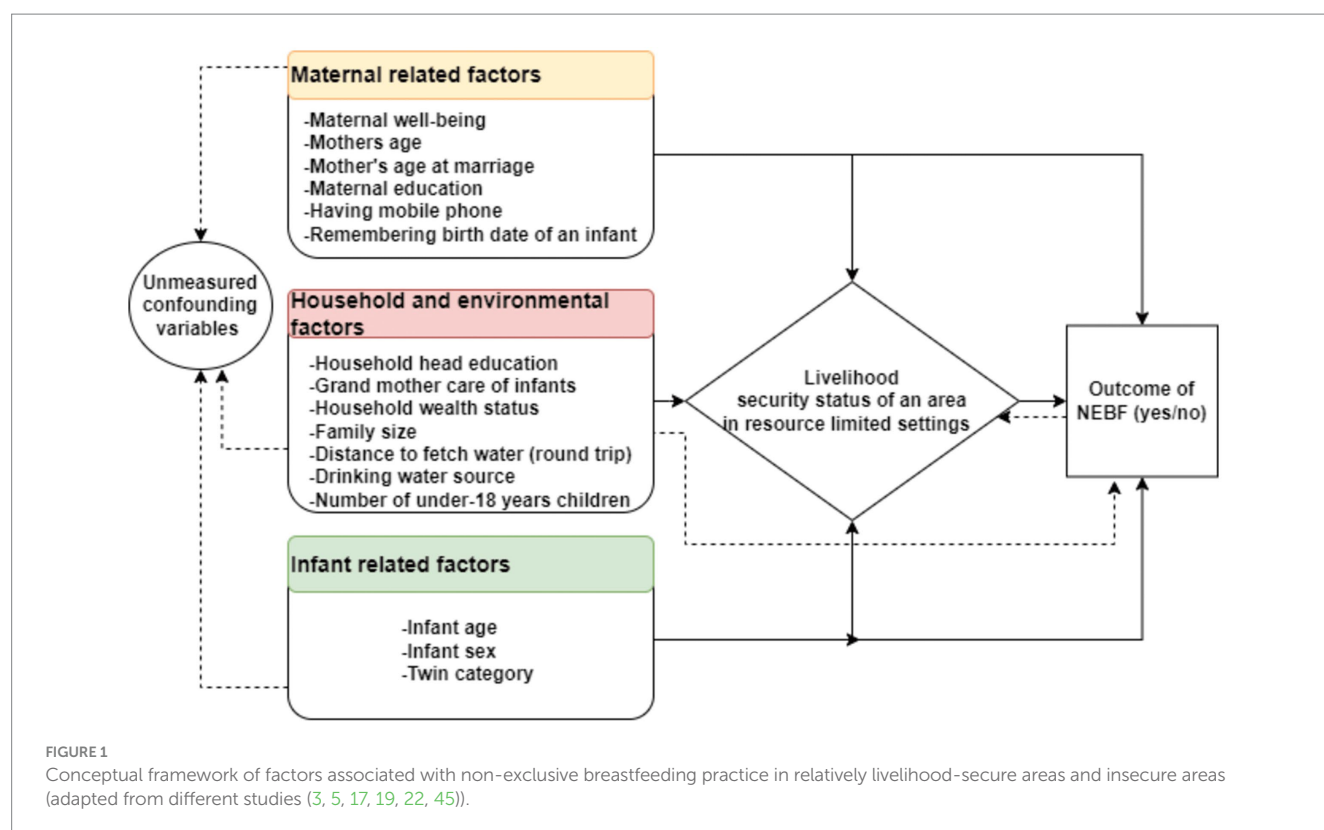 Maternal related factors
-Maternal well-being
-Mothers age
-Mother's age at marriage
-Maternal education
-Having mobile phone
-Remembering birth date of an infant
Unmeasured
confounding
variables
Household and environmental
factors
-Household head education
-Grand mother care of infants
-Household wealth status
-Family size
-Distance to fetch water (round trip)
-Drinking water source
-Number of under-18 years children
Livelihood
security status of an area
in resource limited settings
Outcome of
NEBF (yes/no)
Infant related factors
-Infant age
-Infant sex
-Twin category
FIGURE 1
Conceptual framework of factors associated with non-exclusive breastfeeding practice in relatively livelihood-secure areas and insecure areas
(adapted from different studies (3, 5, 17, 19, 22, 45)).